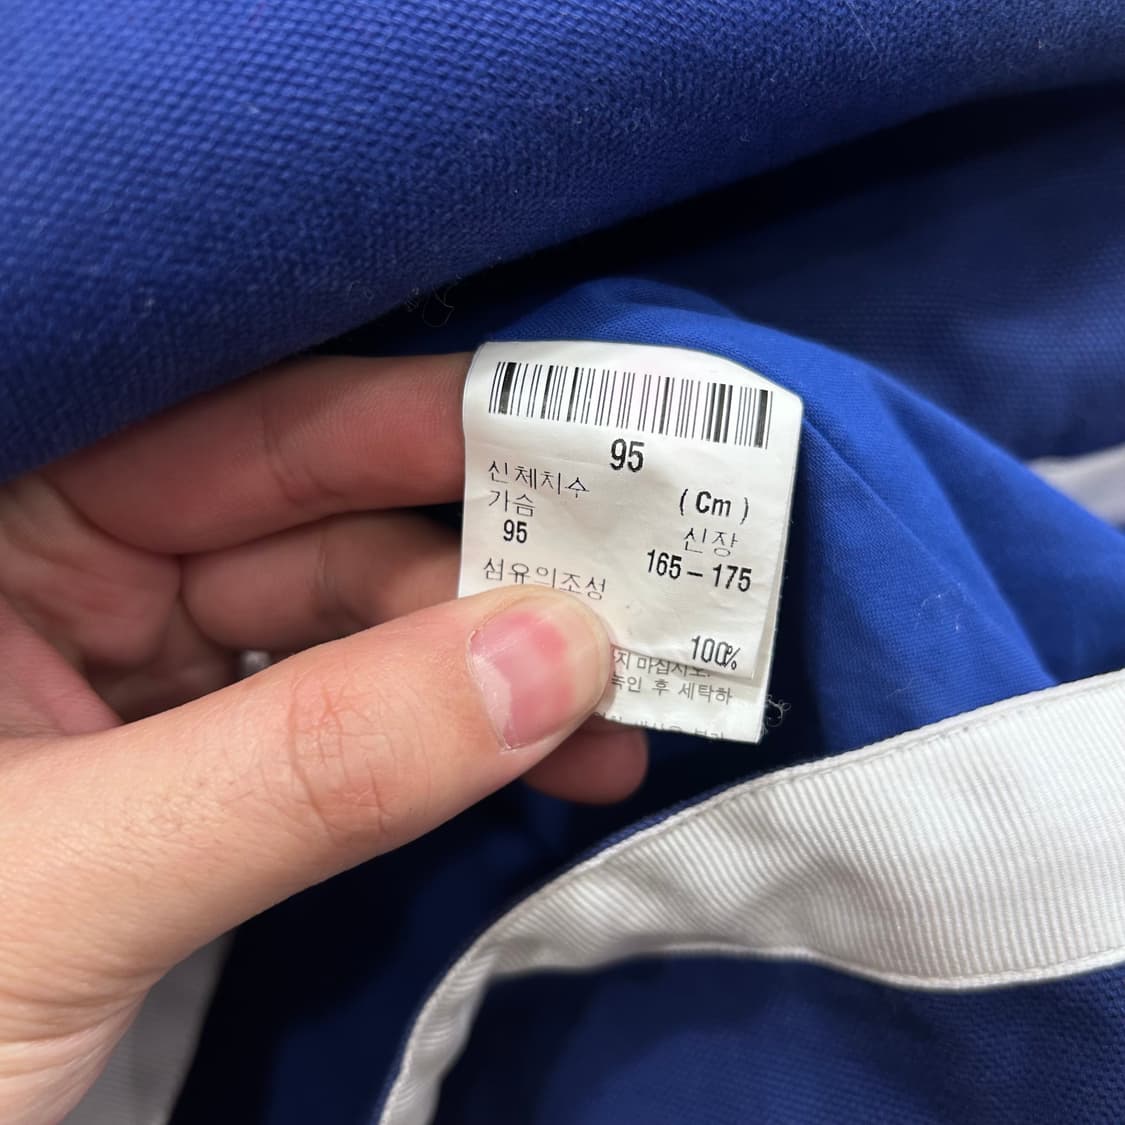 95
신체치수 (Cm)
가슴 신장
95 165-175
섬유의조성
100%
지 마십시오.
녹인 후 세탁하